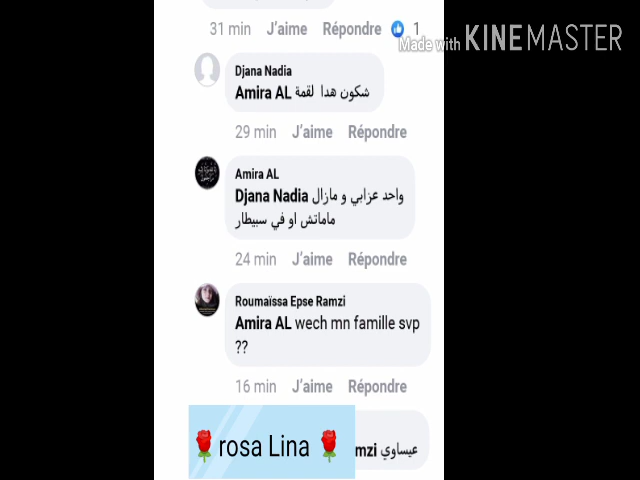 31 min J'aime Répondre 1
Made with KINEMASTER
Djana Nadia
Amira AL شكون هدا لقمة
29 min J'aime Répondre
Amira AL
Djana Nadia واحد عزابي و مازال
ماماتش او في سبيطار
24 min J'aime Répondre
Roumaïssa Epse Ramzi
Amira AL wech mn famille svp
??
16 min J'aime Répondre
🌹rosa Lina 🌹
mzi عيساوي